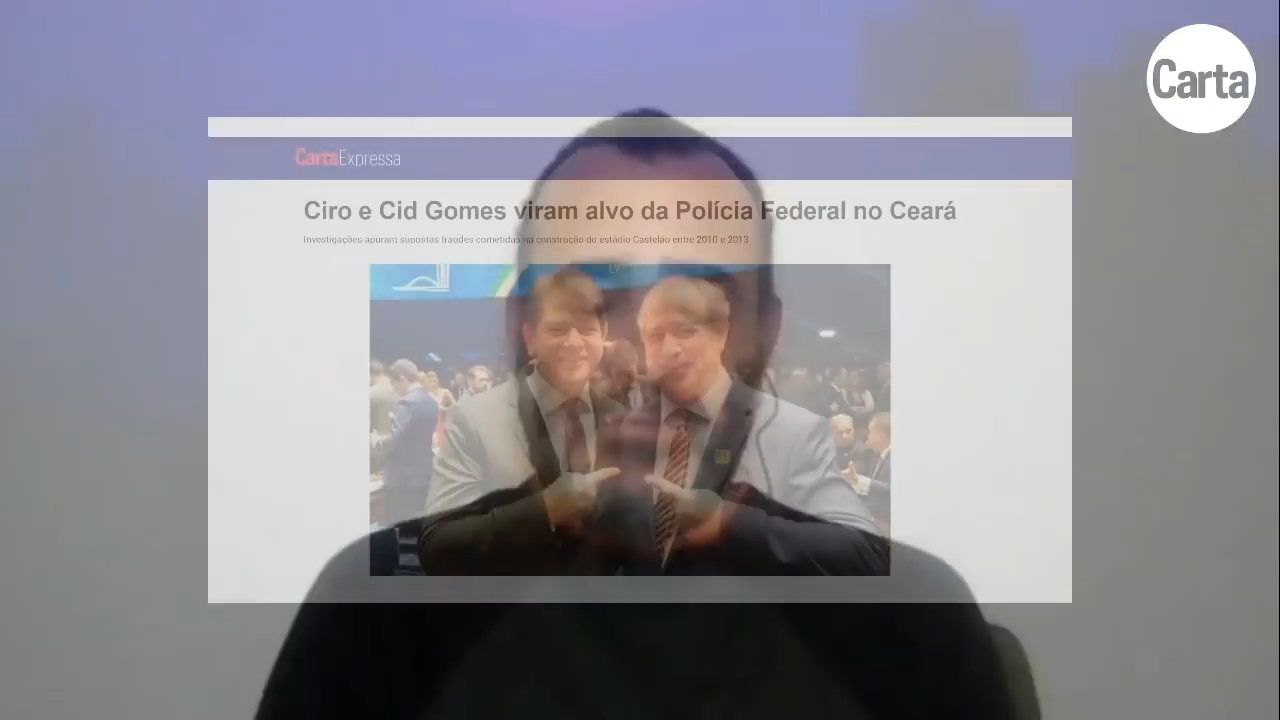 Carta
CartaExpressa
Ciro e Cid Gomes viram alvo da Polícia Federal no Ceará
Investigações apuram supostas fraudes cometidas na construção do estádio Castelão entre 2010 e 2013